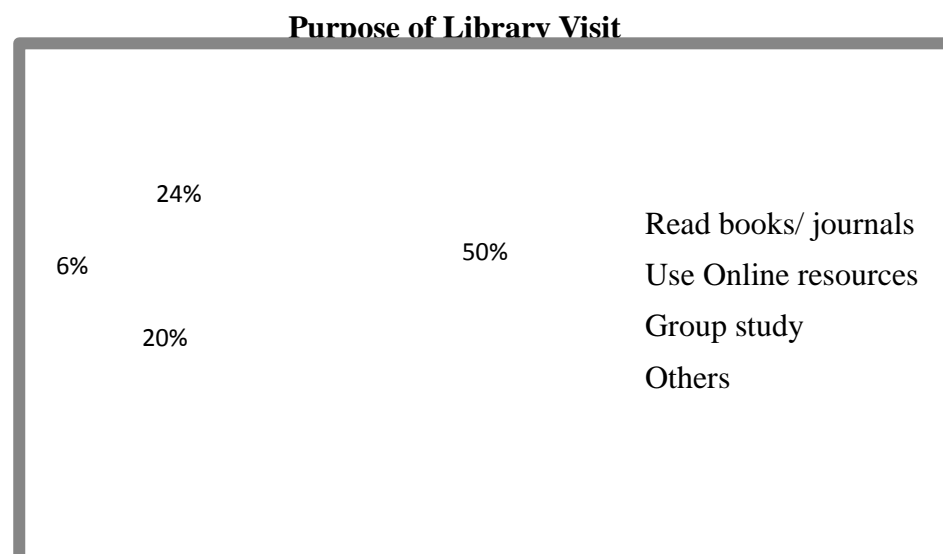 Purpose of Library Visit
24%
50%
6%
20%
Read books/ journals
Use Online resources
Group study
Others